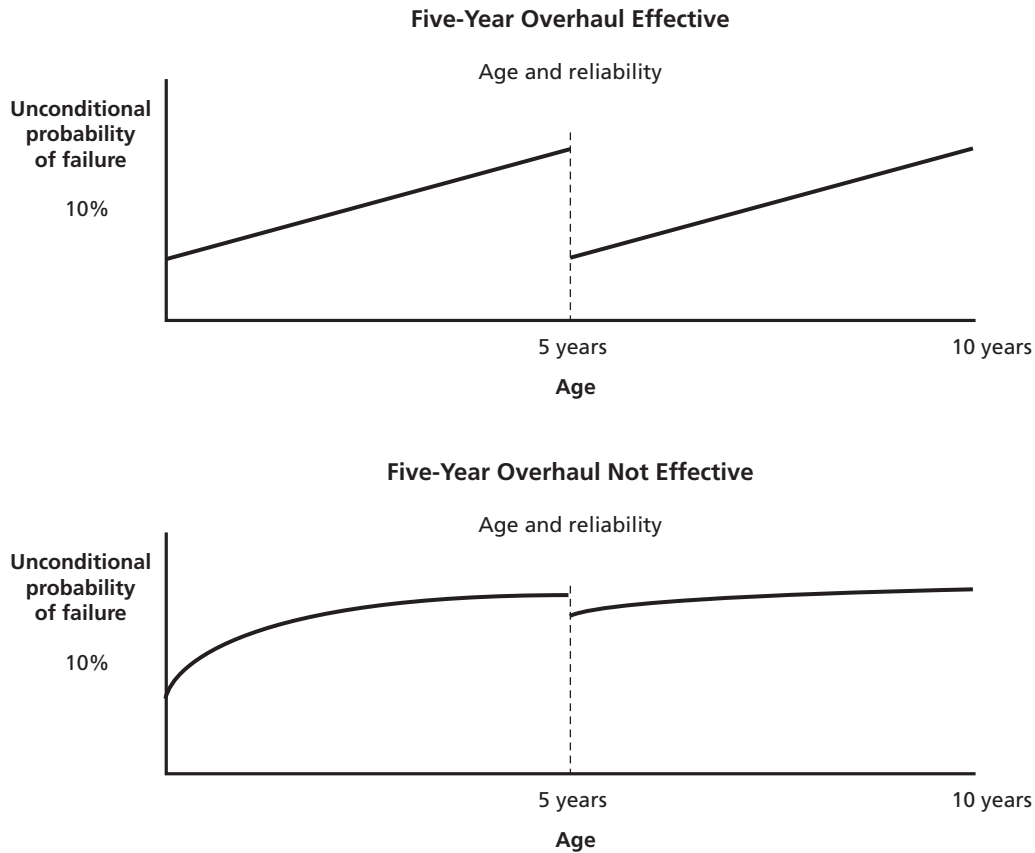 Five-Year Overhaul Effective
Age and reliability
Unconditional
probability
of failure
10%
5 years
10 years
Age
Five-Year Overhaul Not Effective
Age and reliability
Unconditional
probability
of failure
10%
5 years
10 years
Age